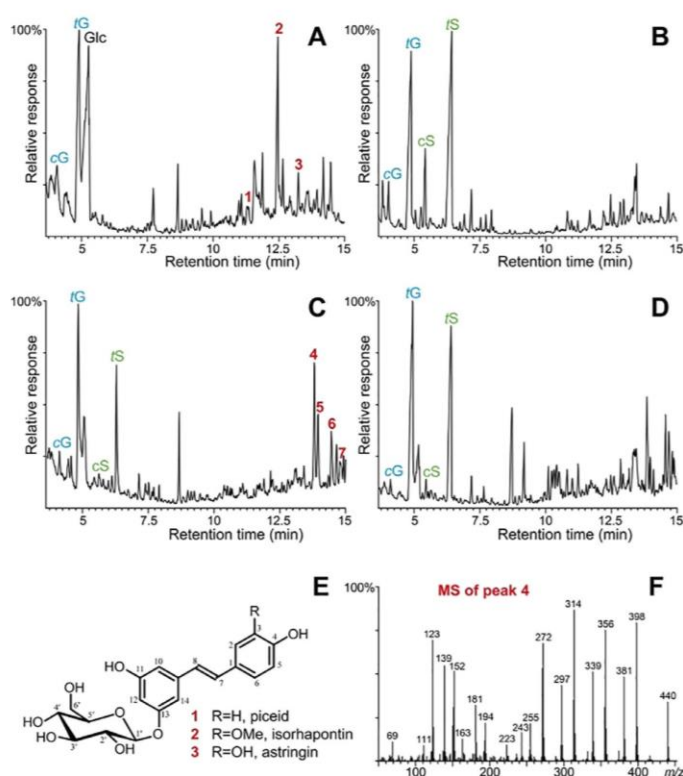 100%
tG
Glc
2
A
cG
1
3
Relative response
5
7.5
10
12.5
15
Retention time (min)
100%
tG
tS
B
cG
cS
Relative response
5
7.5
10
12.5
15
Retention time (min)
100%
tG
C
tS
4
5
6
7
cG
cS
Relative response
5
7.5
10
12.5
15
Retention time (min)
100%
tG
tS
D
cG
cS
Relative response
5
7.5
10
12.5
15
Retention time (min)
E
R
3
OH
4
2
5
1
6
HO
10
11
9
8
7
12
14
13
OH
6'
4'
5'
HO
O
HO
3'
2'
OH
1"
O
1 R=H, piceid
2 R=OMe, isorhapontin
3 R=OH, astringin
100%
MS of peak 4
F
69
111
123
139
152
163
181
194
223
243
255
272
297
314
339
356
381
398
440
100
200
300
400
m/z